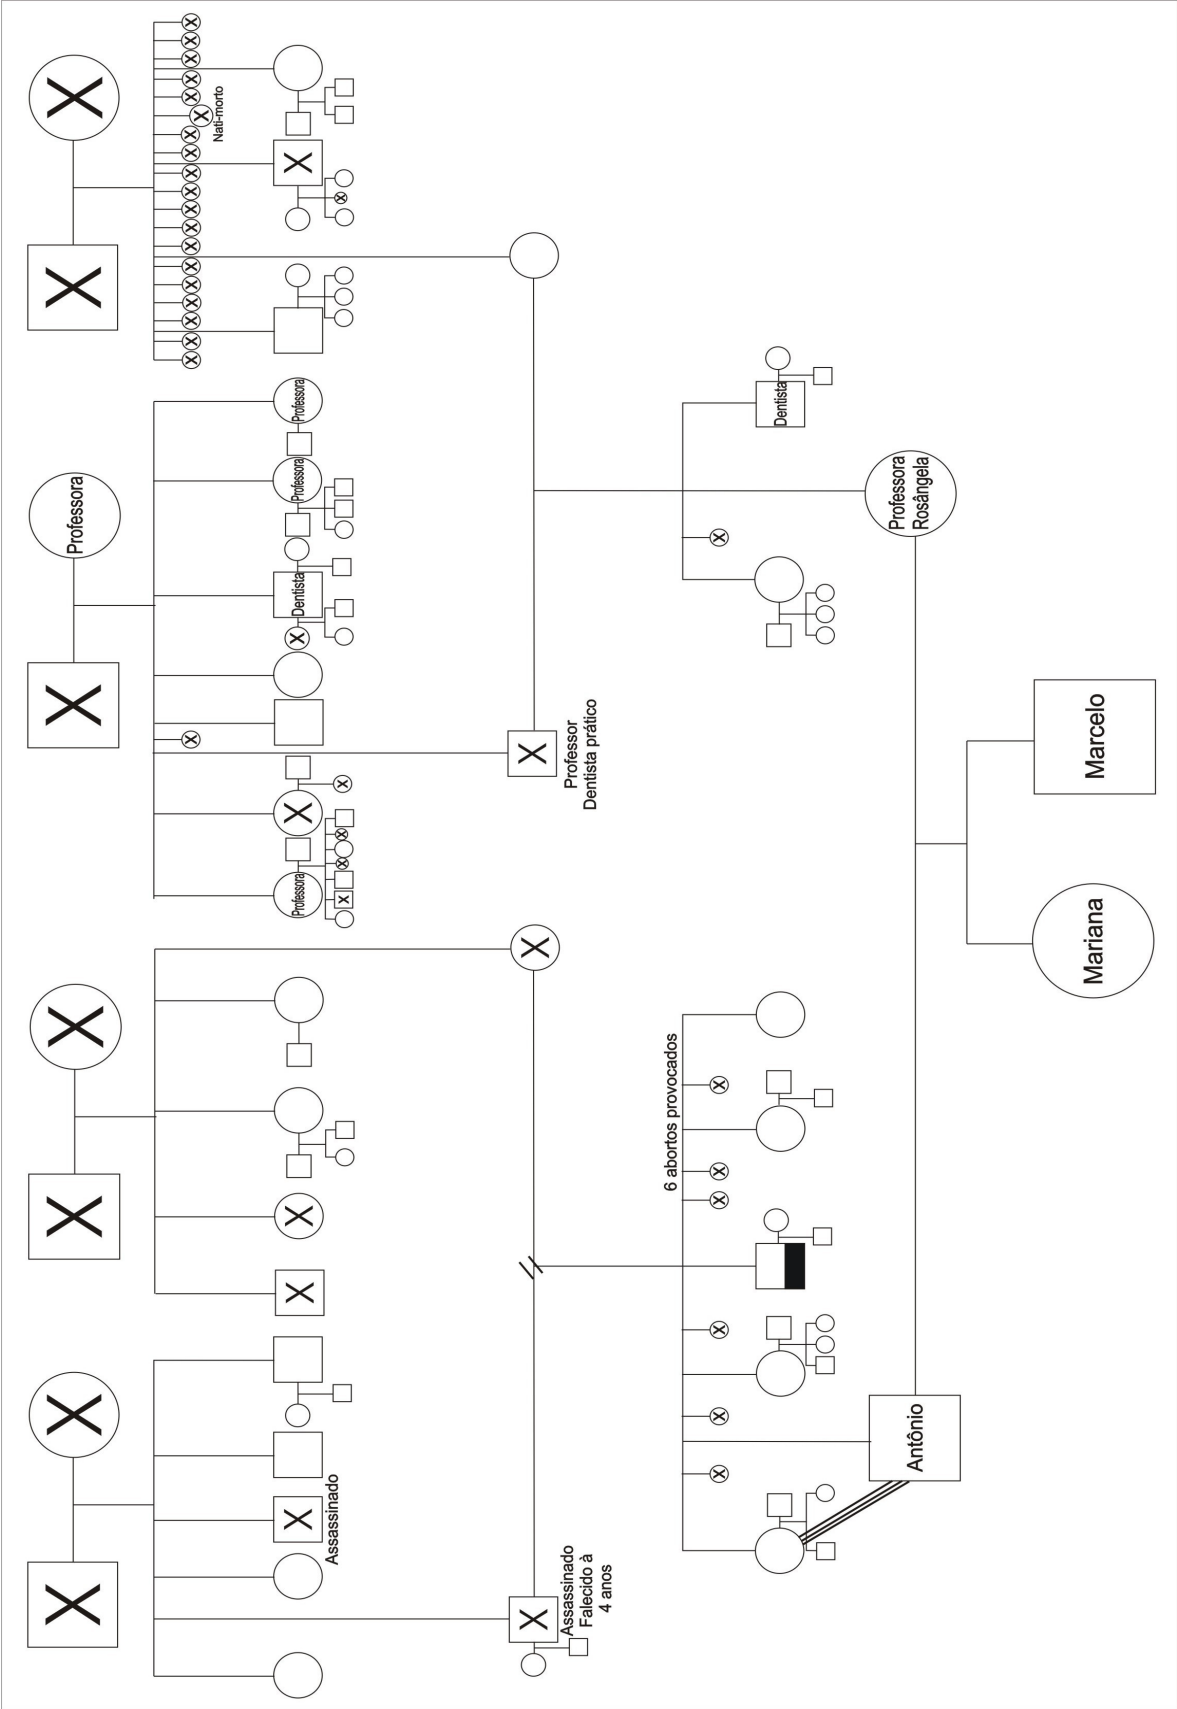 Professora
Nati-morto
Professora
Dentista
Professora
Professora
Assassinado
Assassinado
Falecido à
4 anos
Professor
Dentista prático
6 abortos provocados
Dentista
Antônio
Professora
Rosângela
Mariana
Marcelo